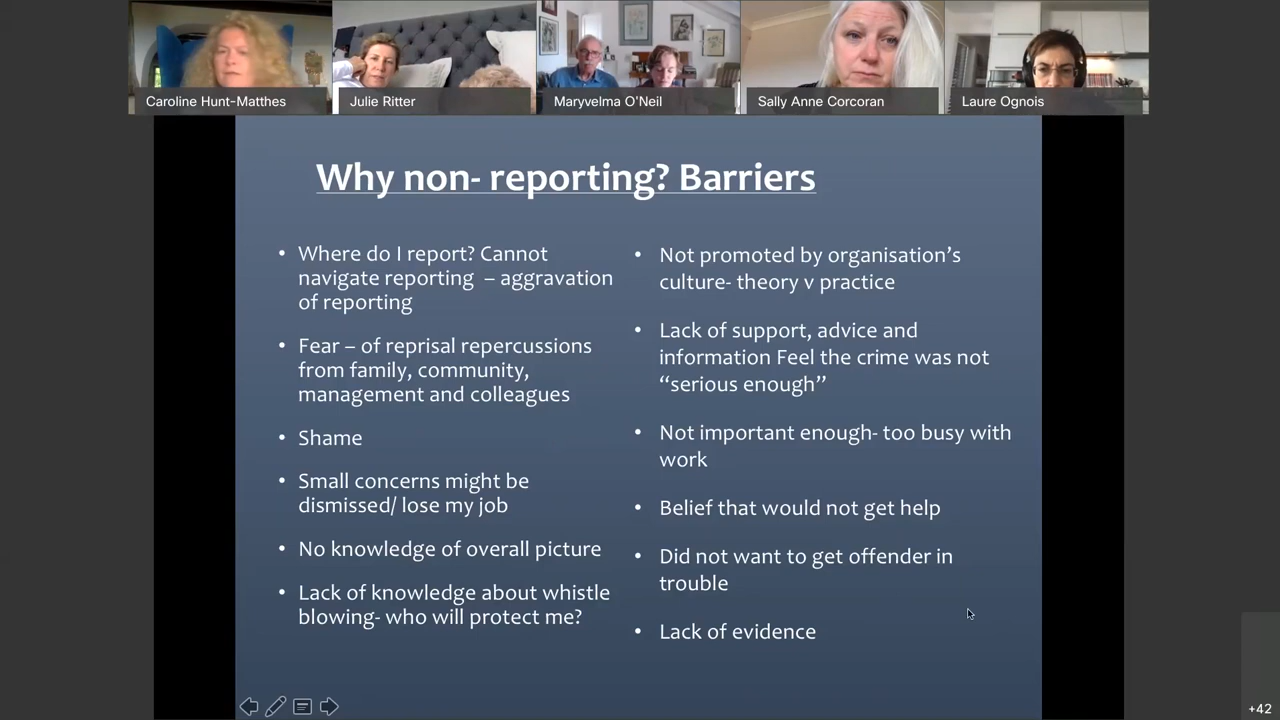 Caroline Hunt-Matthes
Julie Ritter
Maryvelma O'Neil
Sally Anne Corcoran
Laure Ognois
Why non- reporting? Barriers
• Where do I report? Cannot
navigate reporting – aggravation
of reporting
• Fear – of reprisal repercussions
from family, community,
management and colleagues
• Shame
• Small concerns might be
dismissed/ lose my job
• No knowledge of overall picture
• Lack of knowledge about whistle
blowing- who will protect me?
• Not promoted by organisation’s
culture- theory v practice
• Lack of support, advice and
information Feel the crime was not
“serious enough”
• Not important enough- too busy with
work
• Belief that would not get help
• Did not want to get offender in
trouble
• Lack of evidence
+42